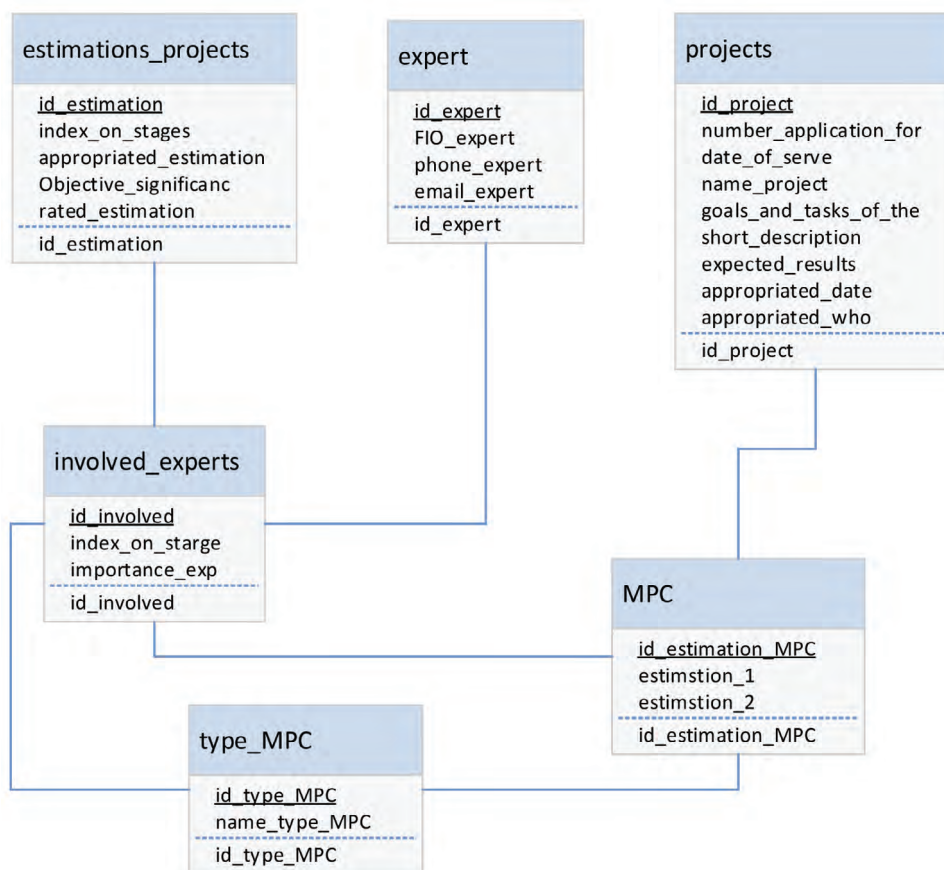 estimations_projects
id_estimation
index_on_stages
appropriated_estimation
Objective_significanc
rated_estimation
id_estimation
expert
id_expert
FIO_expert
phone_expert
email_expert
id_expert
projects
id_project
number_application_for
date_of_serve
name_project
goals_and_tasks_of_the
short_description
expected_results
appropriated_date
appropriated_who
id_project
involved_experts
id_involved
index_on_starge
importance_exp
id_involved
MPC
id_estimation_MPC
estimstion_1
estimstion_2
id_estimation_MPC
type_MPC
id_type_MPC
name_type_MPC
id_type_MPC